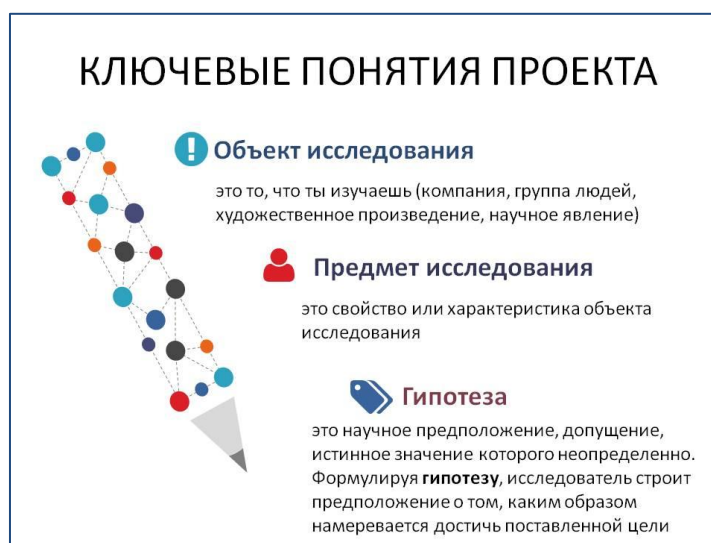 КЛЮЧЕВЫЕ ПОНЯТИЯ ПРОЕКТА
Объект исследования
это то, что ты изучаешь (компания, группа людей,
художественное произведение, научное явление)
Предмет исследования
это свойство или характеристика объекта
исследования
Гипотеза
это научное предположение, допущение,
истинное значение которого неопределенно.
Формулируя гипотезу, исследователь строит
предположение о том, каким образом
намеревается достичь поставленной цели